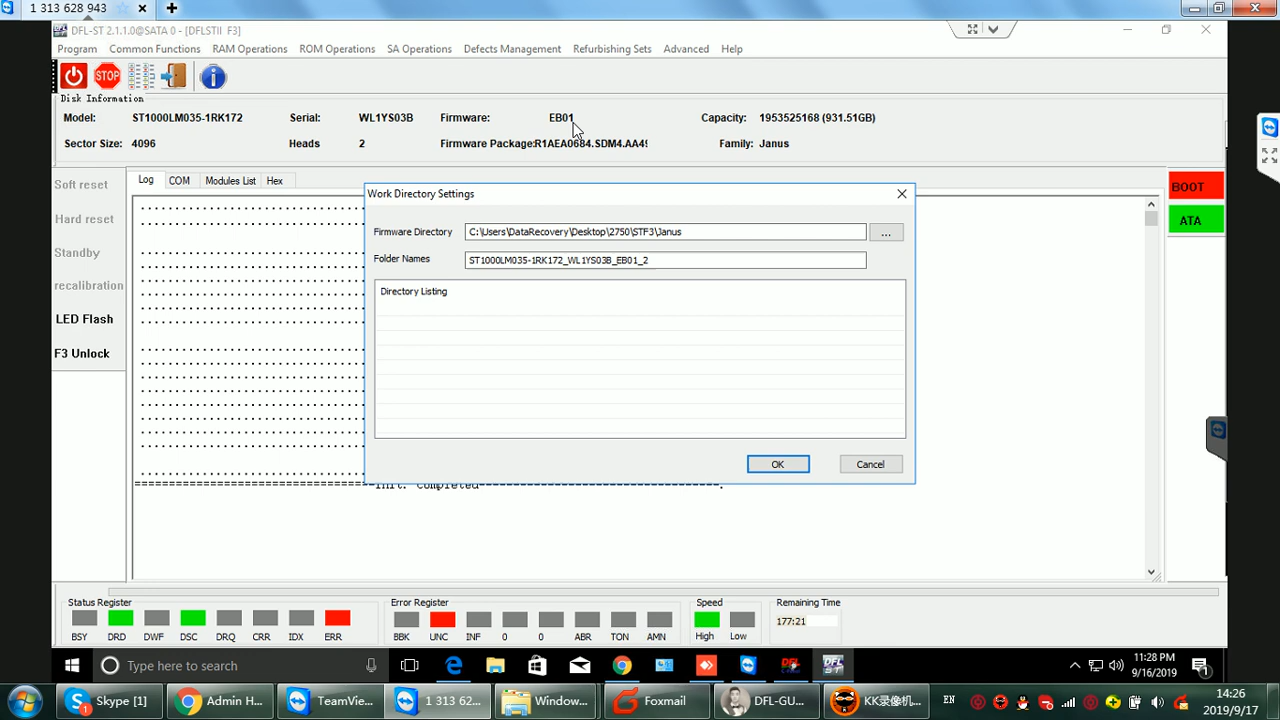 1 313 628 943
DFL-ST 2.1.1.0@SATA 0 - [DFLSTII F3]
Program Common Functions RAM Operations ROM Operations SA Operations Defects Management Refurbishing Sets Advanced Help
STOP
Disk Information
Model: ST1000LM035-1RK172 Serial: WL1YS03B Firmware: EB01 Capacity: 1953525168 (931.51GB)
Sector Size: 4096 Heads 2 Firmware Package: R1AEA0684.SDM4.AA4 Family: Janus
Soft reset
Hard reset
Standby
recalibration
LED Flash
F3 Unlock
Log COM Modules List Hex
BOOT
ATA
Work Directory Settings
Firmware Directory C:\Users\DataRecovery\Desktop\2750\STF3\Janus ...
Folder Names ST1000LM035-1RK172_WL1YS03B_EB01_2
Directory Listing
OK Cancel
Init. Completed
Status Register Error Register Speed Remaining Time
177:21
BSY DRD DWF DSC DRQ CRR IDX ERR BBK UNC INF 0 0 ABR TON AMN High Low
Type here to search
11:28 PM
9/16/2019
Skype [1] Admin H... TeamVie... 1 313 62... Window... Foxmail DFL-GU... KK录像机... EN
14:26
2019/9/17